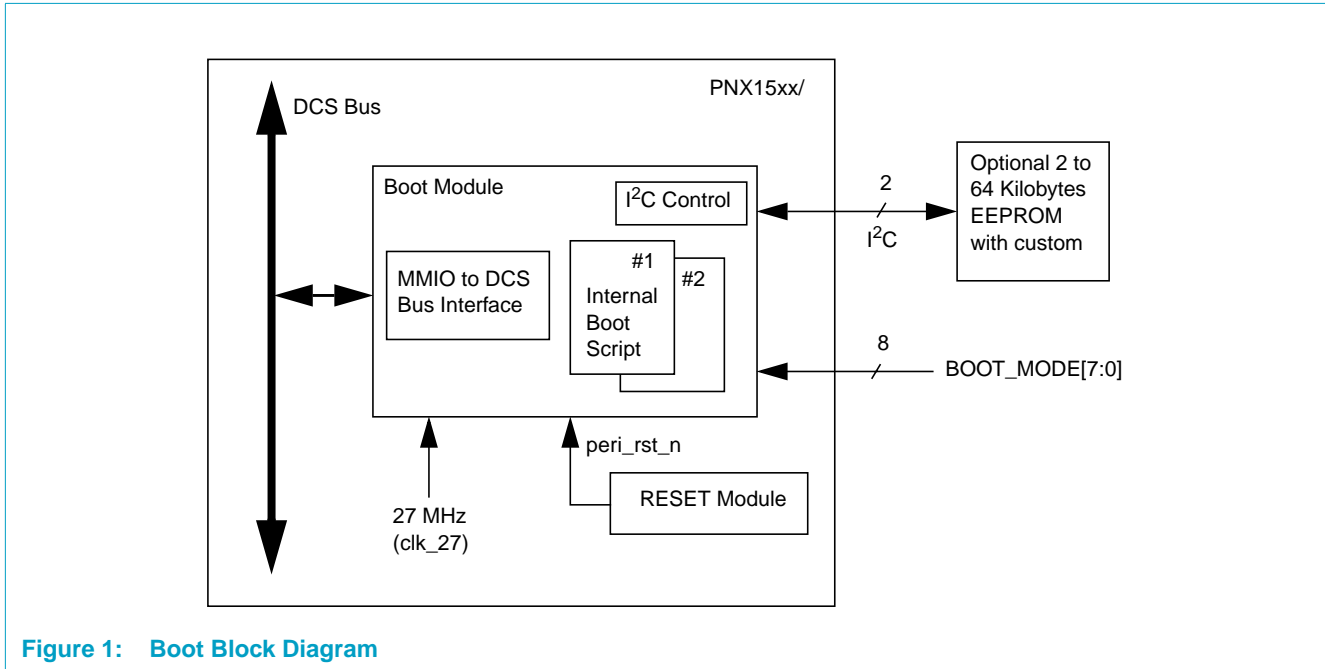 PNX15xx/
DCS Bus
Boot Module
I²C Control
MMIO to DCS
Bus Interface
#1
Internal
Boot
Script
#2
2
I²C
Optional 2 to
64 Kilobytes
EEPROM
with custom
8
BOOT_MODE[7:0]
peri_rst_n
RESET Module
27 MHz
(clk_27)
Figure 1: Boot Block Diagram